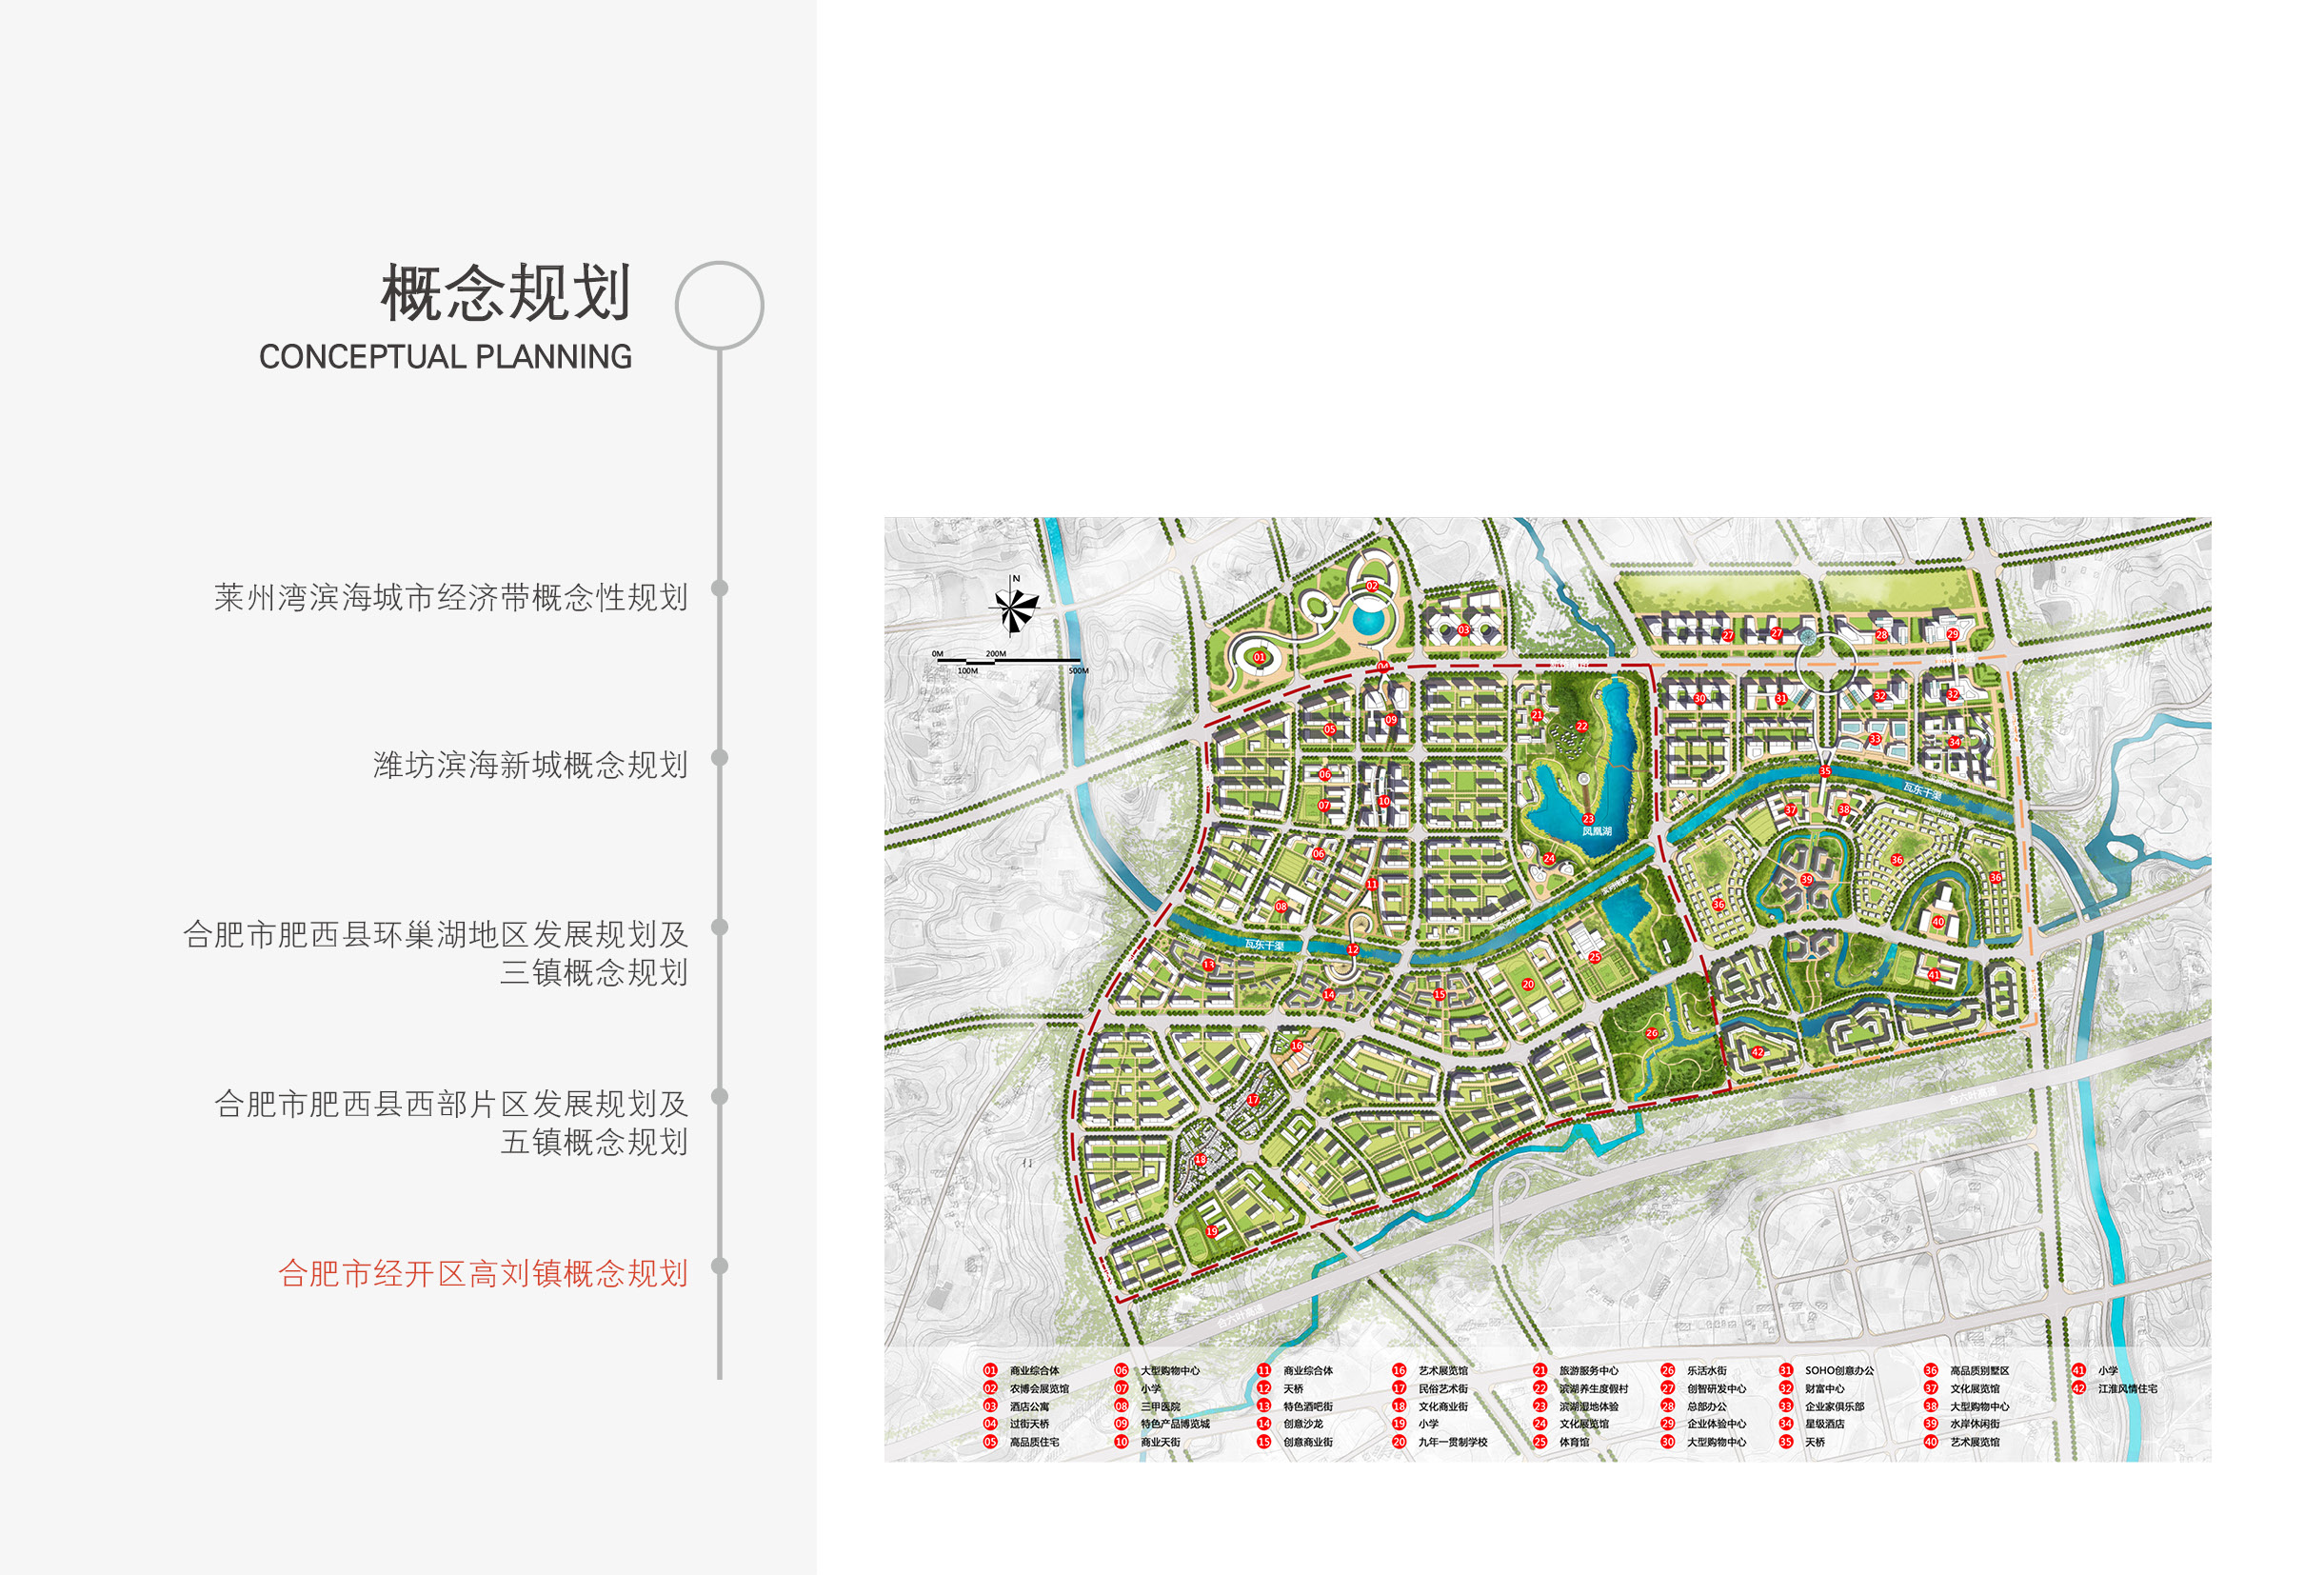 概念规划
CONCEPTUAL PLANNING
莱州湾滨海城市经济带概念性规划
潍坊滨海新城概念规划
合肥市肥西县环巢湖地区发展规划及
三镇概念规划
合肥市肥西县西部片区发展规划及
五镇概念规划
合肥市经开区高刘镇概念规划
N
0M 200M
100M 500M
凤凰湖
瓦东干渠
瓦东干渠
01 商业综合体
02 农博会展览馆
03 酒店公寓
04 过街天桥
05 高品质住宅
06 大型购物中心
07 小学
08 三甲医院
09 特色产品博览城
10 商业天街
11 商业综合体
12 天桥
13 特色酒吧街
14 创意沙龙
15 创意商业街
16 艺术展览馆
17 民俗艺术街
18 文化商业街
19 小学
20 九年一贯制学校
21 旅游服务中心
22 滨湖养生度假村
23 滨湖湿地体验
24 文化展览馆
25 体育馆
26 乐活水街
27 创智研发中心
28 总部办公
29 企业体验中心
30 大型购物中心
31 SOHO创意办公
32 财富中心
33 企业家俱乐部
34 星级酒店
35 天桥
36 高品质别墅区
37 文化展览馆
38 大型购物中心
39 水岸休闲街
40 艺术展览馆
41 小学
42 江淮风情住宅